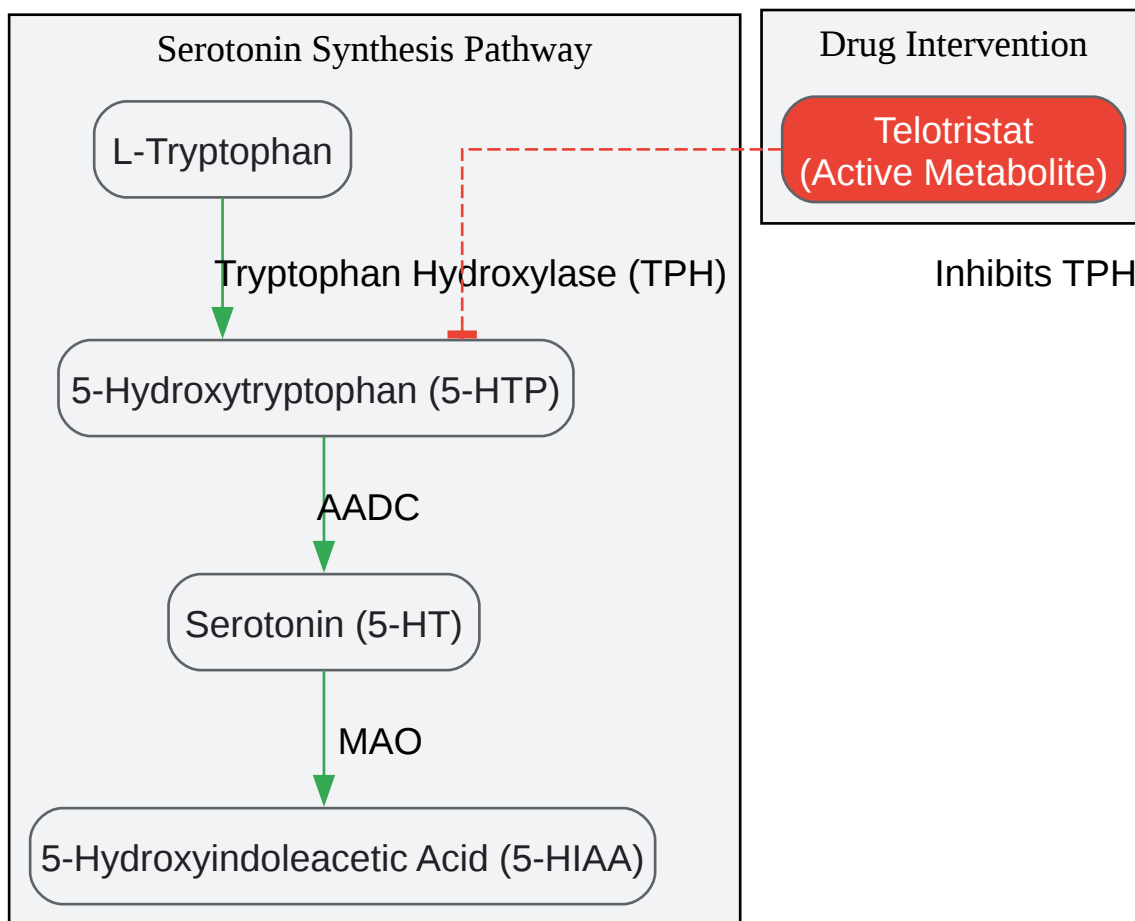 Serotonin Synthesis Pathway
L-Tryptophan
Tryptophan Hydroxylase (TPH)
5-Hydroxytryptophan (5-HTP)
AADC
Serotonin (5-HT)
MAO
5-Hydroxyindoleacetic Acid (5-HIAA)
Drug Intervention
Telotristat
(Active Metabolite)
Inhibits TPH